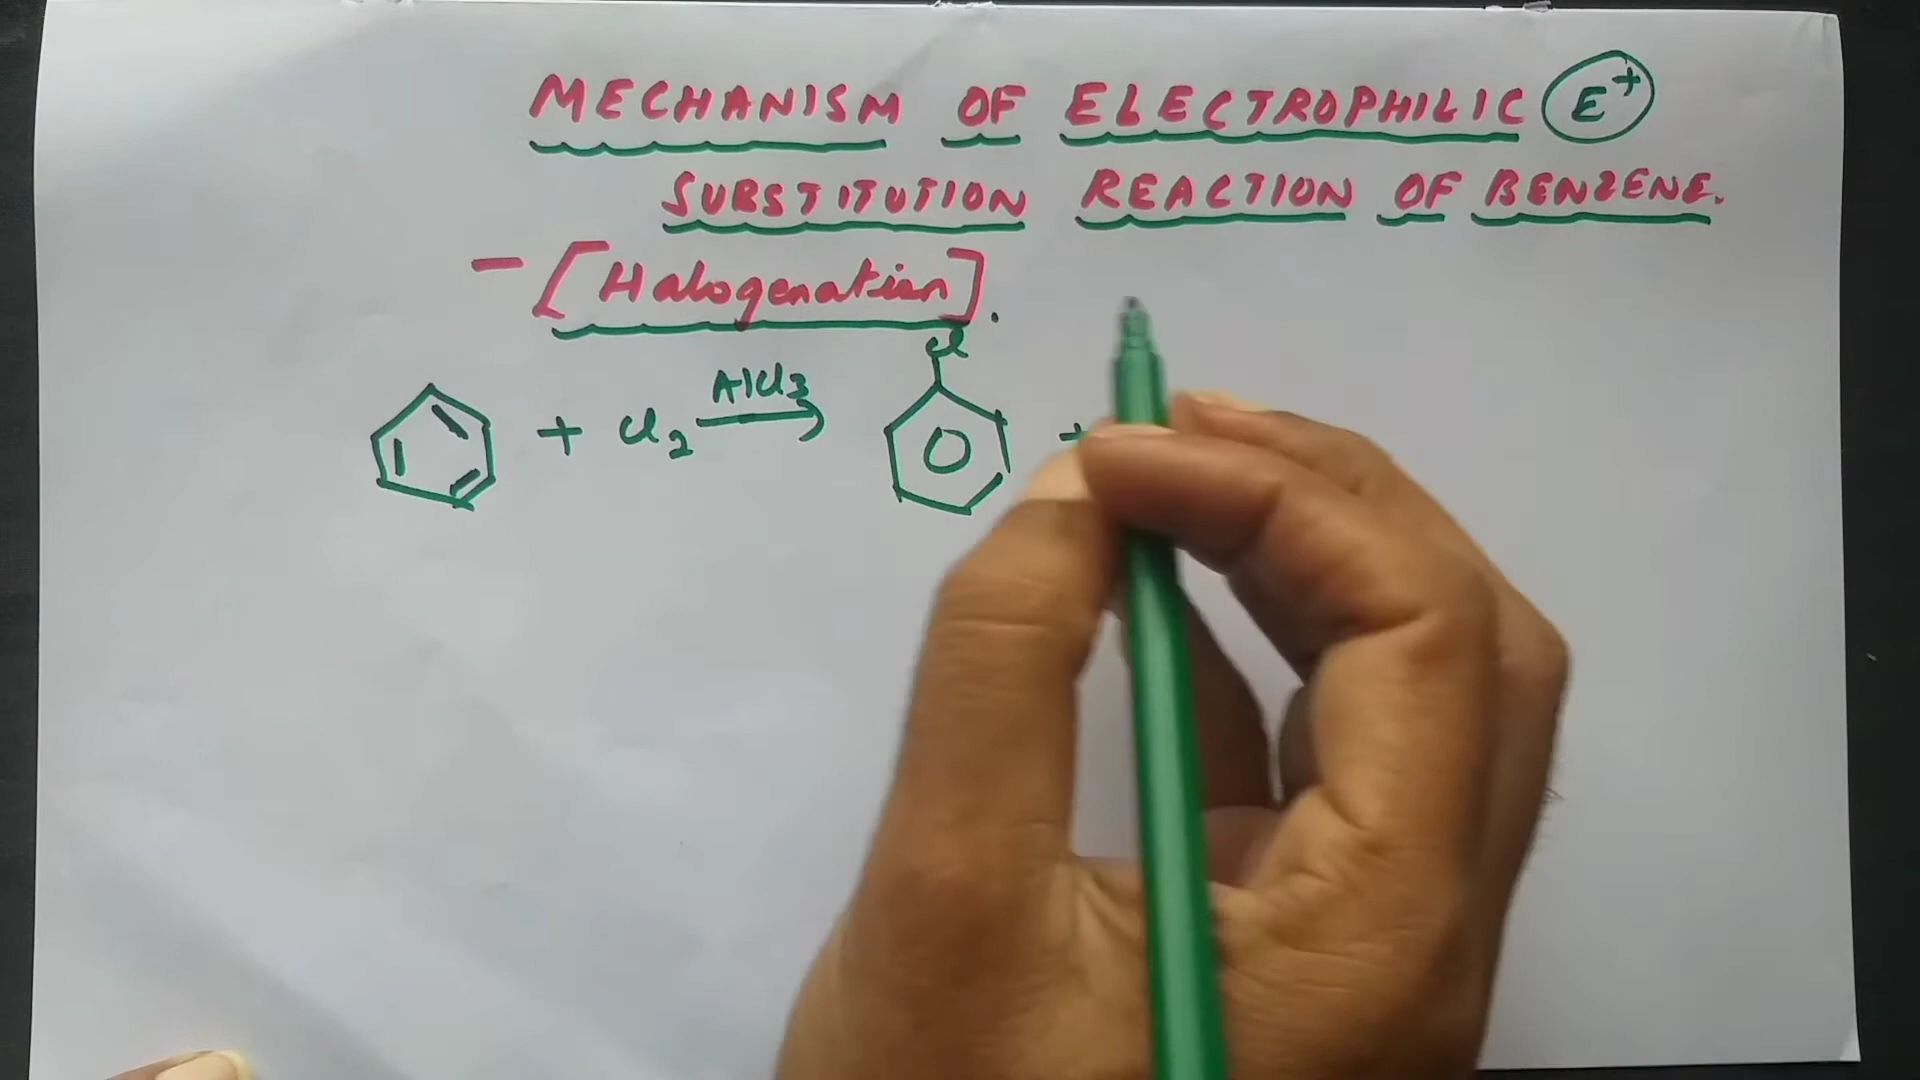 MECHANISM OF ELECTROPHILIC E+
SUBSTITUTION REACTION OF BENZENE.
- [Halogenation].
Cl
+ Cl2 AlCl3 +